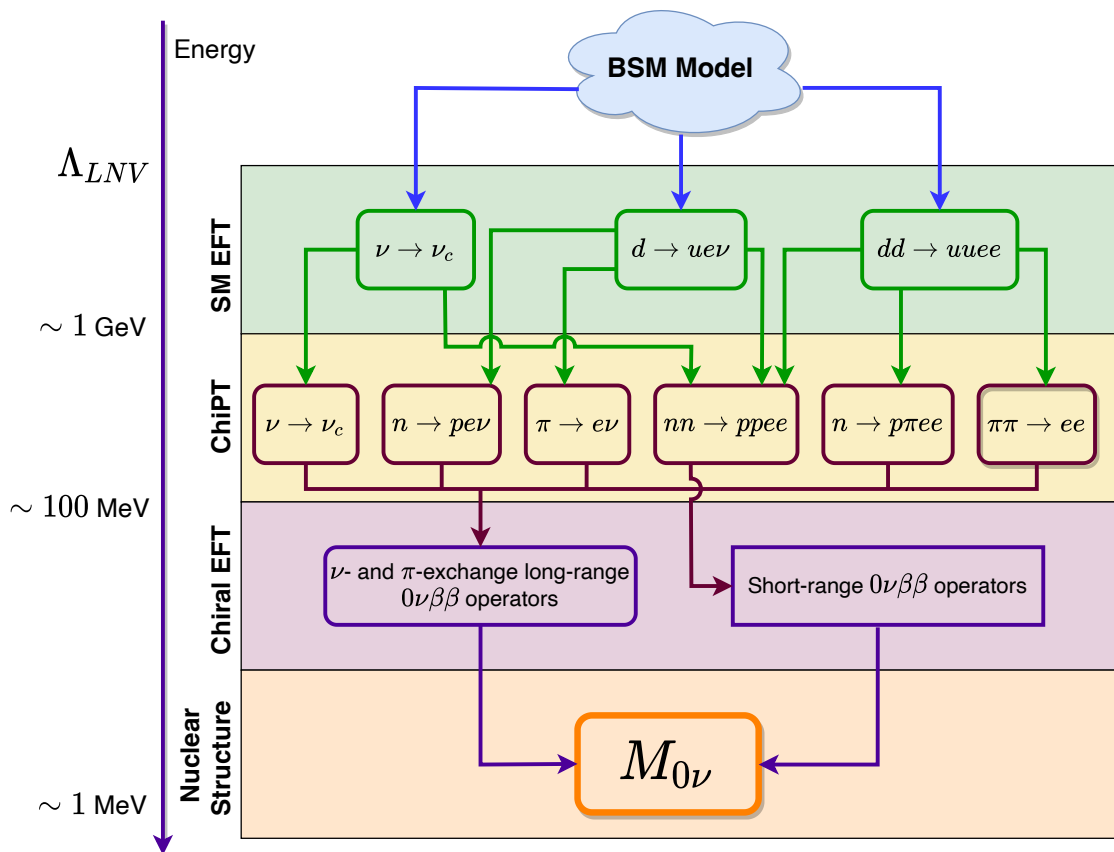 Energy
BSM Model
Λ_{LNV}
SM EFT
ν → ν_c
d → ueν
dd → uuee
∼ 1 GeV
ChiPT
ν → ν_c
n → peν
π → eν
nn → ppee
n → pπee
ππ → ee
∼ 100 MeV
Chiral EFT
ν- and π-exchange long-range
0νββ operators
Short-range 0νββ operators
Nuclear
Structure
M_{0ν}
∼ 1 MeV